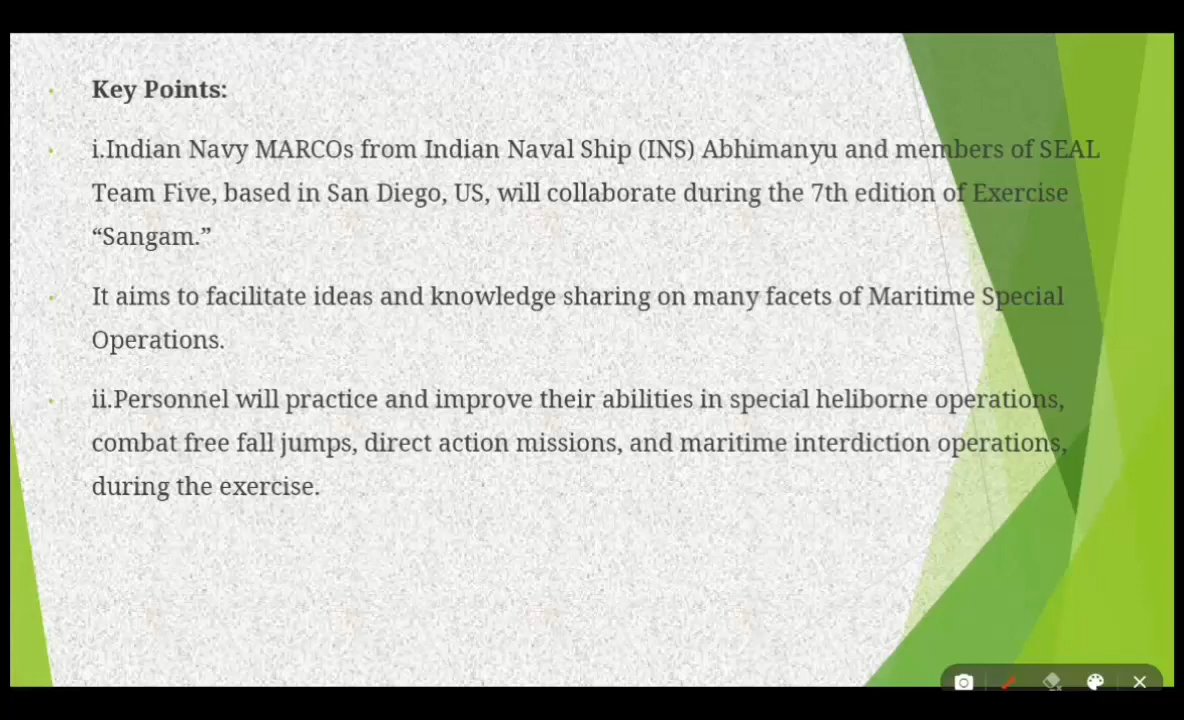 Key Points:
i.Indian Navy MARCOs from Indian Naval Ship (INS) Abhimanyu and members of SEAL
Team Five, based in San Diego, US, will collaborate during the 7th edition of Exercise
“Sangam.”
It aims to facilitate ideas and knowledge sharing on many facets of Maritime Special
Operations.
ii.Personnel will practice and improve their abilities in special heliborne operations,
combat free fall jumps, direct action missions, and maritime interdiction operations,
during the exercise.